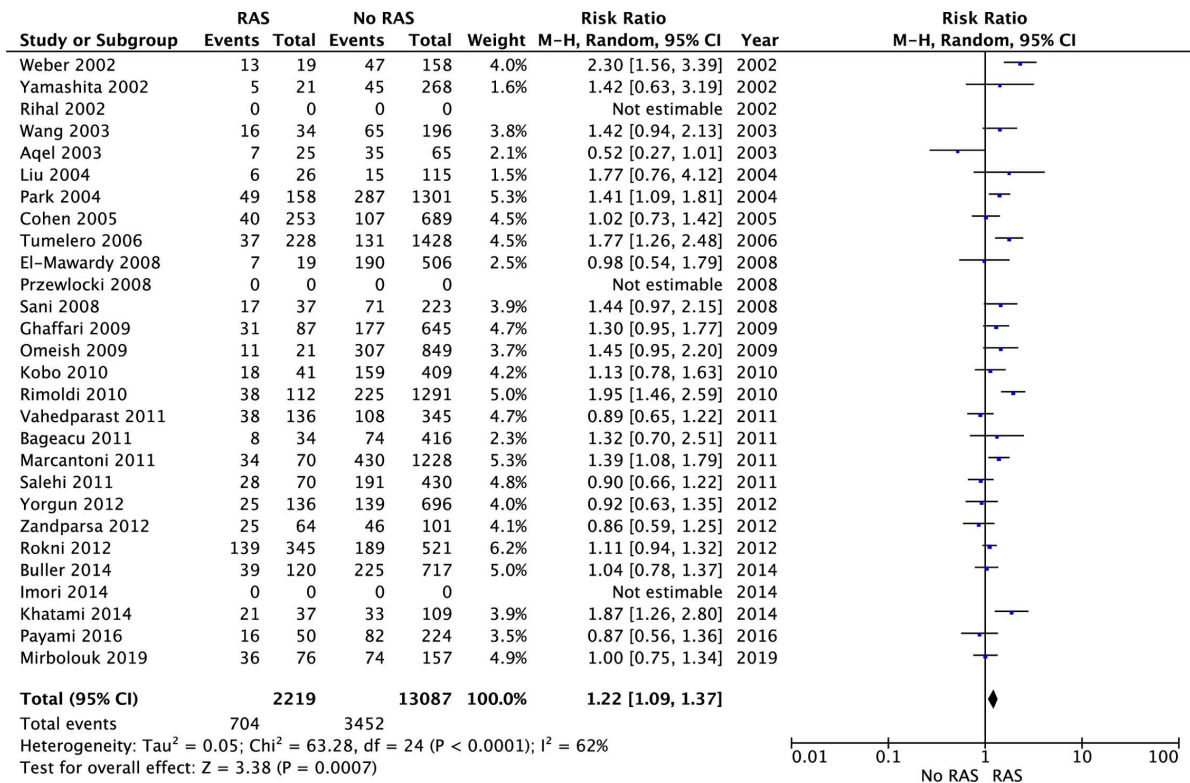 RAS No RAS Risk Ratio Risk Ratio
Study or Subgroup Events Total Events Total Weight M-H, Random, 95% CI Year M-H, Random, 95% CI
Weber 2002 13 19 47 158 4.0% 2.30 [1.56, 3.39] 2002
Yamashita 2002 5 21 45 268 1.6% 1.42 [0.63, 3.19] 2002
Rihal 2002 0 0 0 0 Not estimable 2002
Wang 2003 16 34 65 196 3.8% 1.42 [0.94, 2.13] 2003
Aqel 2003 7 25 35 65 2.1% 0.52 [0.27, 1.01] 2003
Liu 2004 6 26 15 115 1.5% 1.77 [0.76, 4.12] 2004
Park 2004 49 158 287 1301 5.3% 1.41 [1.09, 1.81] 2004
Cohen 2005 40 253 107 689 4.5% 1.02 [0.73, 1.42] 2005
Tumelero 2006 37 228 131 1428 4.5% 1.77 [1.26, 2.48] 2006
El-Mawardy 2008 7 19 190 506 2.5% 0.98 [0.54, 1.79] 2008
Przewlocki 2008 0 0 0 0 Not estimable 2008
Sani 2008 17 37 71 223 3.9% 1.44 [0.97, 2.15] 2008
Ghaffari 2009 31 87 177 645 4.7% 1.30 [0.95, 1.77] 2009
Omeish 2009 11 21 307 849 3.7% 1.45 [0.95, 2.20] 2009
Kobo 2010 18 41 159 409 4.2% 1.13 [0.78, 1.63] 2010
Rimoldi 2010 38 112 225 1291 5.0% 1.95 [1.46, 2.59] 2010
Vahedparast 2011 38 136 108 345 4.7% 0.89 [0.65, 1.22] 2011
Bageacu 2011 8 34 74 416 2.3% 1.32 [0.70, 2.51] 2011
Marcantoni 2011 34 70 430 1228 5.3% 1.39 [1.08, 1.79] 2011
Salehi 2011 28 70 191 430 4.8% 0.90 [0.66, 1.22] 2011
Yorgun 2012 25 136 139 696 4.0% 0.92 [0.63, 1.35] 2012
Zandparsa 2012 25 64 46 101 4.1% 0.86 [0.59, 1.25] 2012
Rokni 2012 139 345 189 521 6.2% 1.11 [0.94, 1.32] 2012
Buller 2014 39 120 225 717 5.0% 1.04 [0.78, 1.37] 2014
Imori 2014 0 0 0 0 Not estimable 2014
Khatami 2014 21 37 33 109 3.9% 1.87 [1.26, 2.80] 2014
Payami 2016 16 50 82 224 3.5% 0.87 [0.56, 1.36] 2016
Mirbolouk 2019 36 76 74 157 4.9% 1.00 [0.75, 1.34] 2019
Total (95% CI) 2219 13087 100.0% 1.22 [1.09, 1.37]
Total events 704 3452
Heterogeneity: Tau² = 0.05; Chi² = 63.28, df = 24 (P < 0.0001); I² = 62%
Test for overall effect: Z = 3.38 (P = 0.0007)
0.01 0.1 1 10 100
No RAS RAS